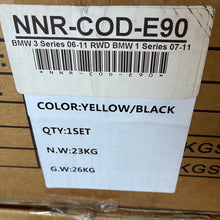 NNR-COD-E90
BMW 3 Series 06-11 RWD BMW 1 Series 07-11
*NNR-COD-E90*
COLOR:YELLOW/BLACK
QTY:1SET
N.W:23KG
G.W:26KG
KGS